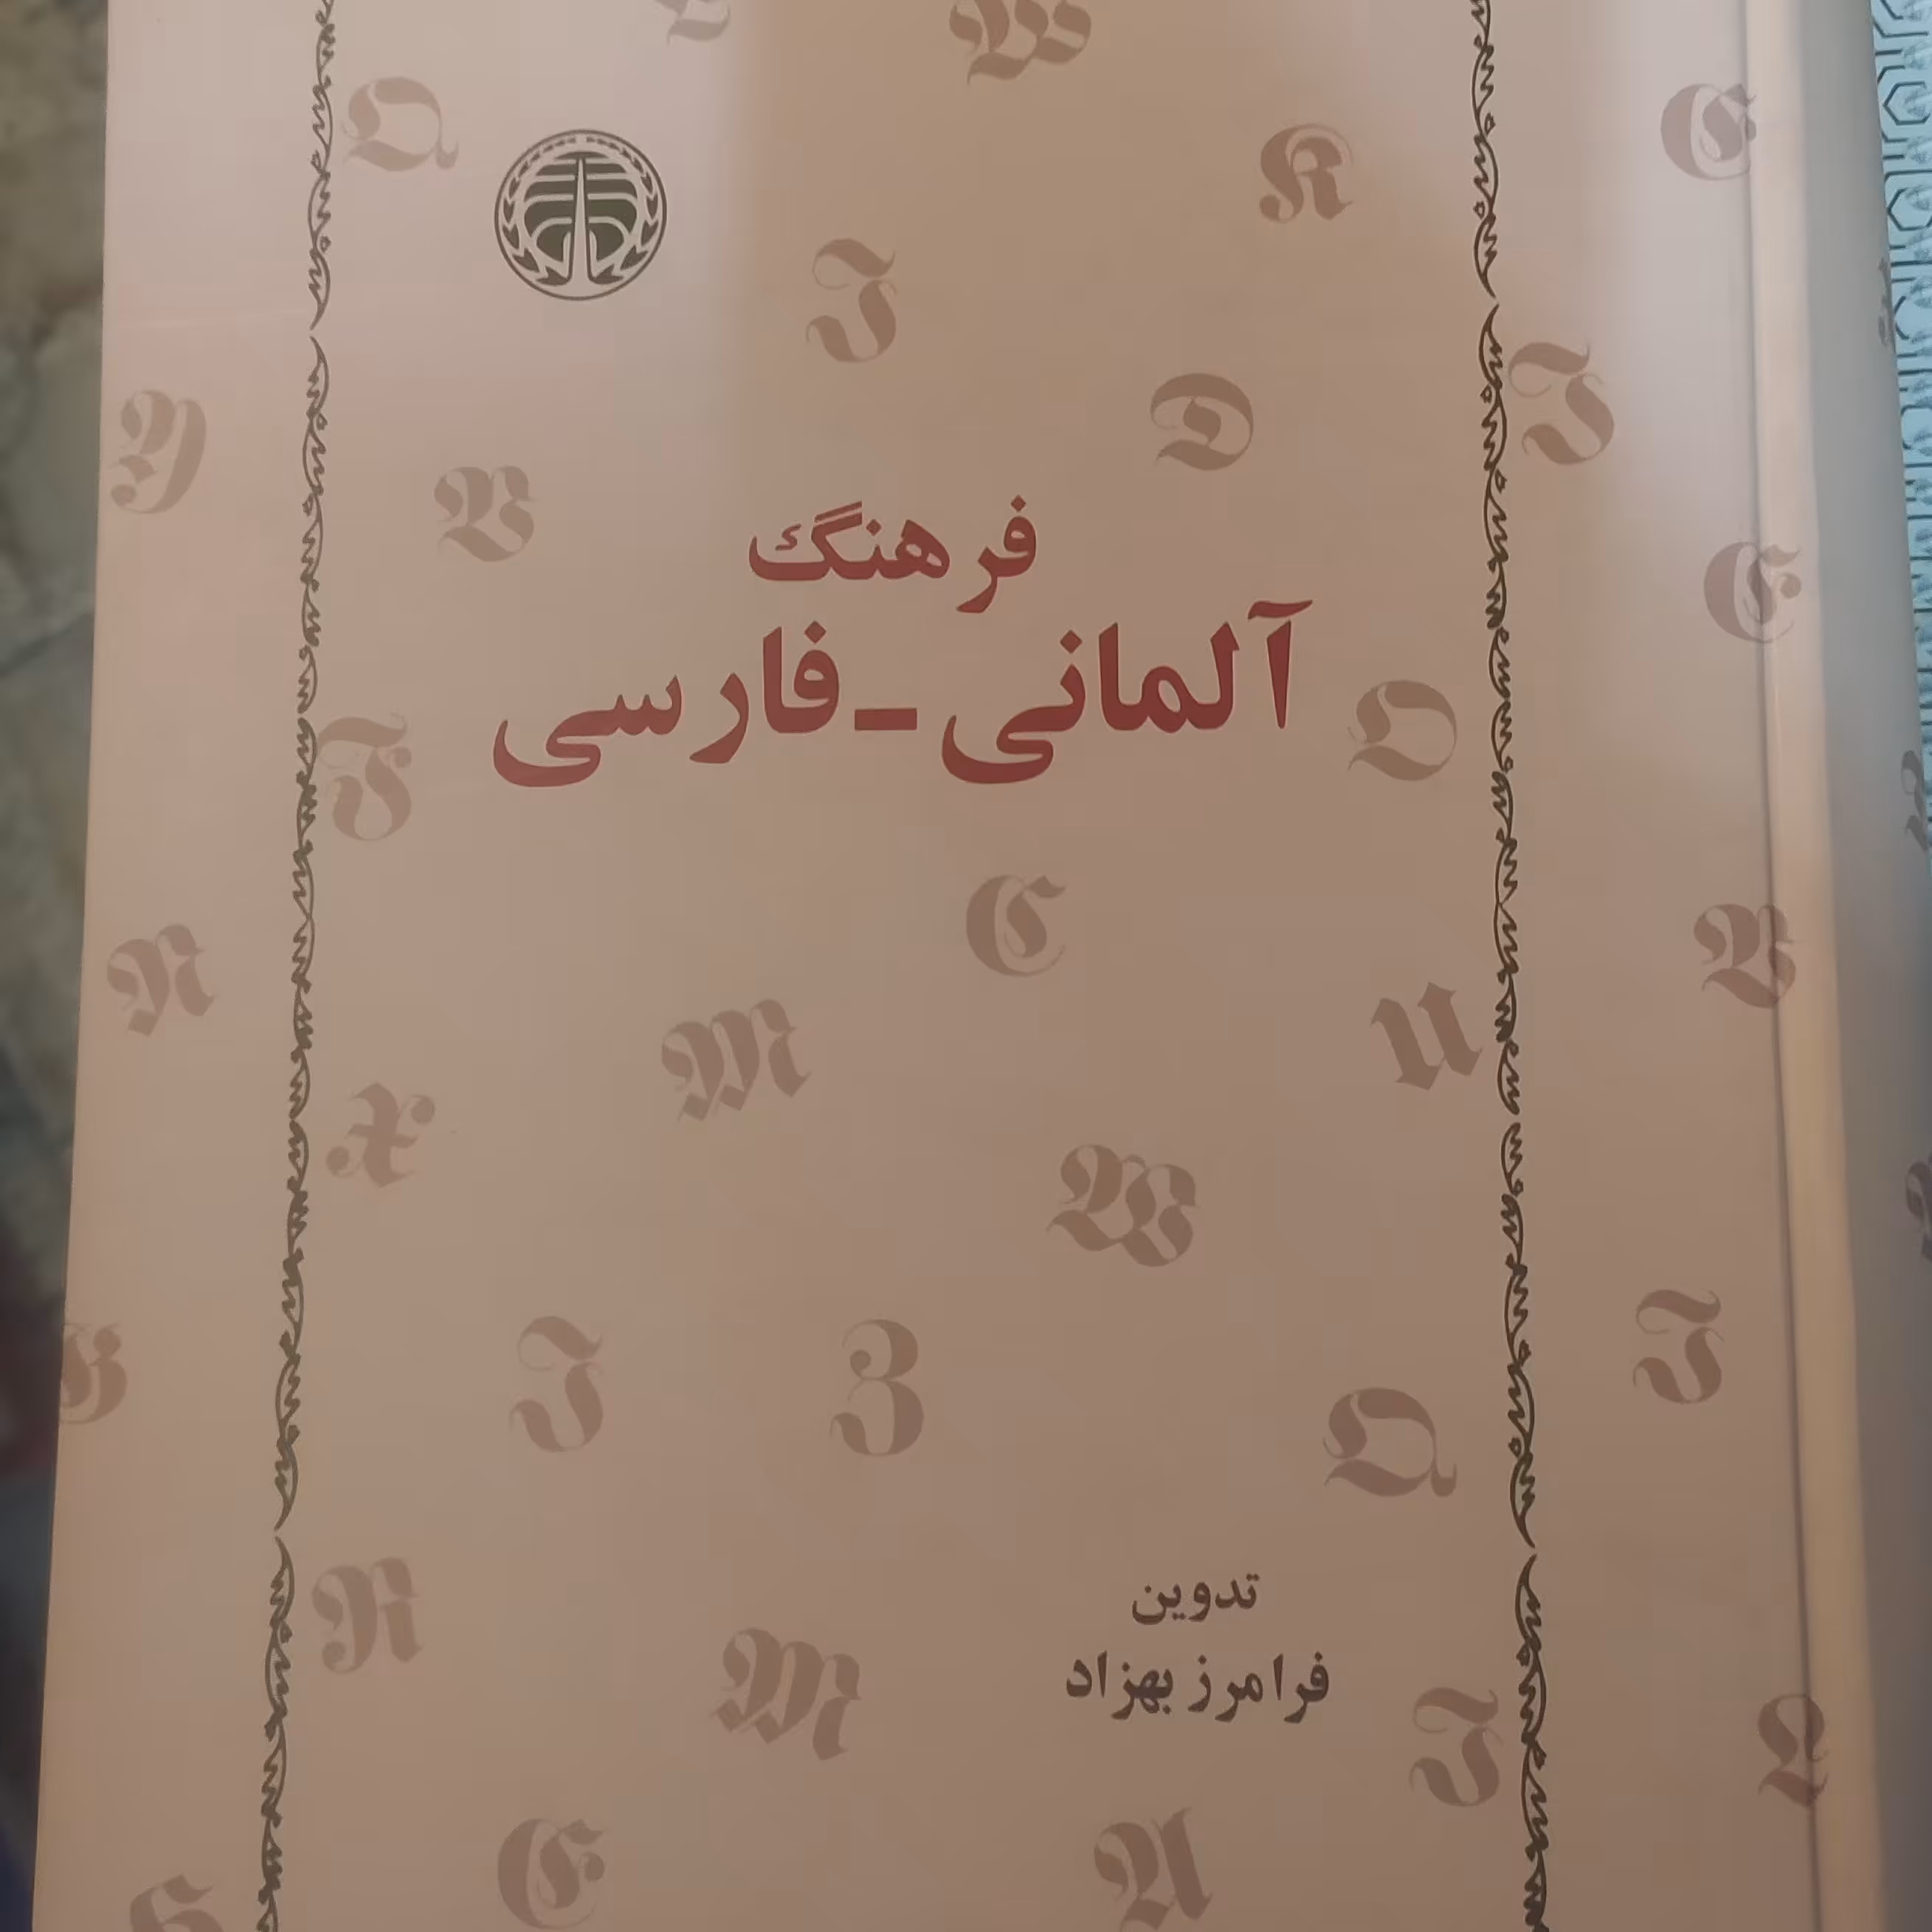 فرهنگ
آلمانی - فارسی
تدوین
فرامرز بهزاد